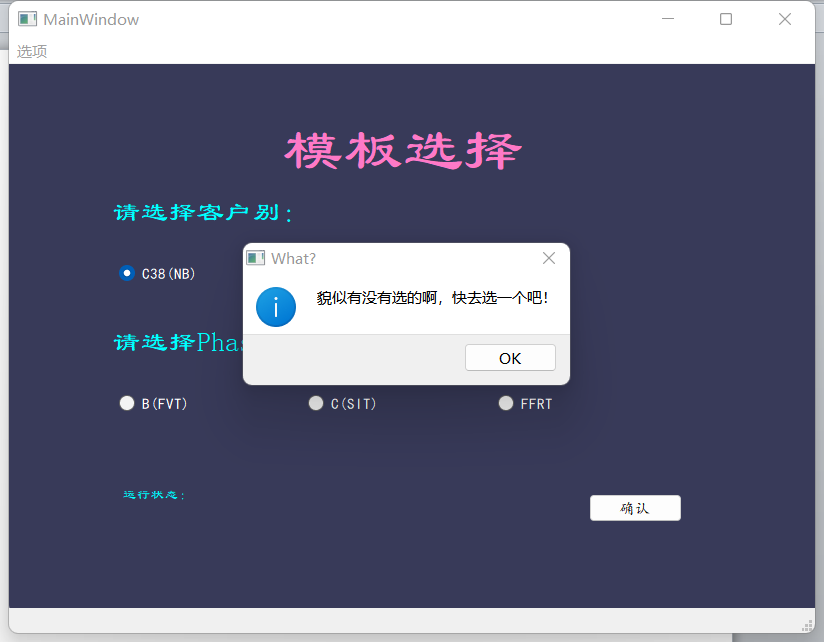 MainWindow
选项
模板选择
请选择客户别：
What?
C38(NB)
貌似有没有选的啊，快去选一个吧！
请选择Phas
OK
B(FVT)
C(SIT)
FFRT
运行状态：
确认